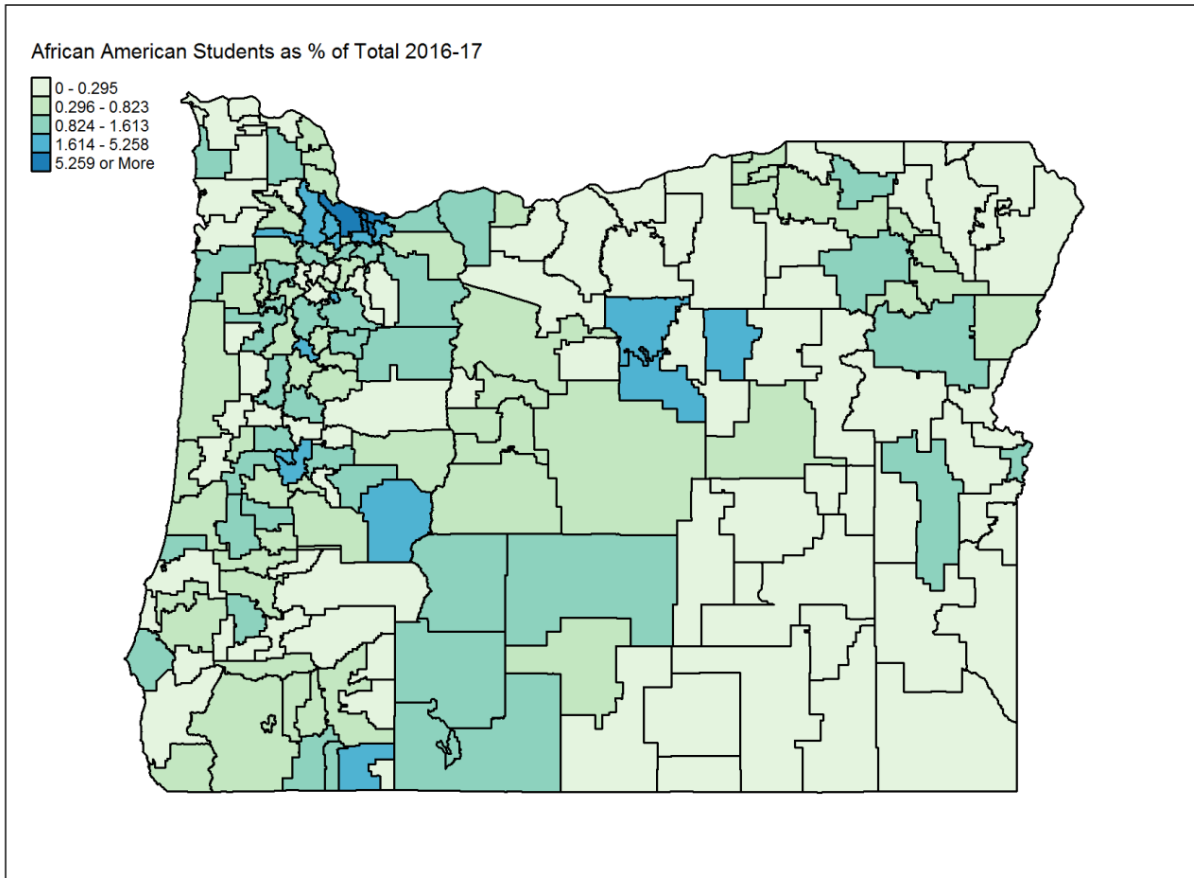 African American Students as % of Total 2016-17
0 - 0.295
0.296 - 0.823
0.824 - 1.613
1.614 - 5.258
5.259 or More